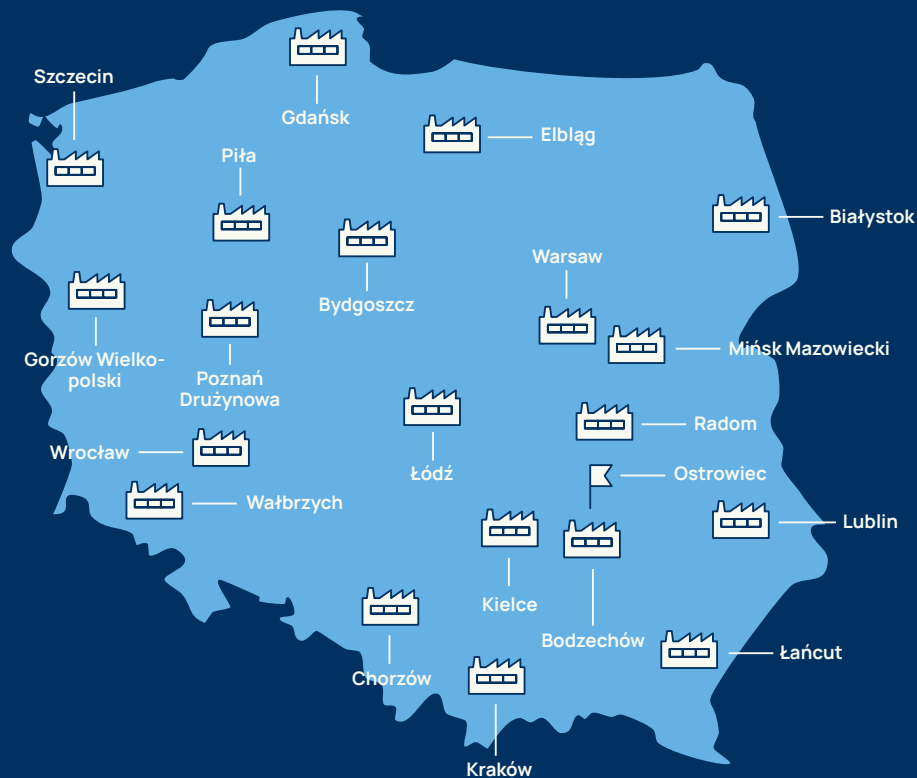 Szczecin
Gdańsk
Elbląg
Piła
Białystok
Warsaw
Bydgoszcz
Mińsk Mazowiecki
Gorzów Wielko-
polski
Poznań
Drużynowa
Radom
Wrocław
Łódź
Ostrowiec
Wałbrzych
Lublin
Kielce
Bodzechów
Łańcut
Chorzów
Kraków